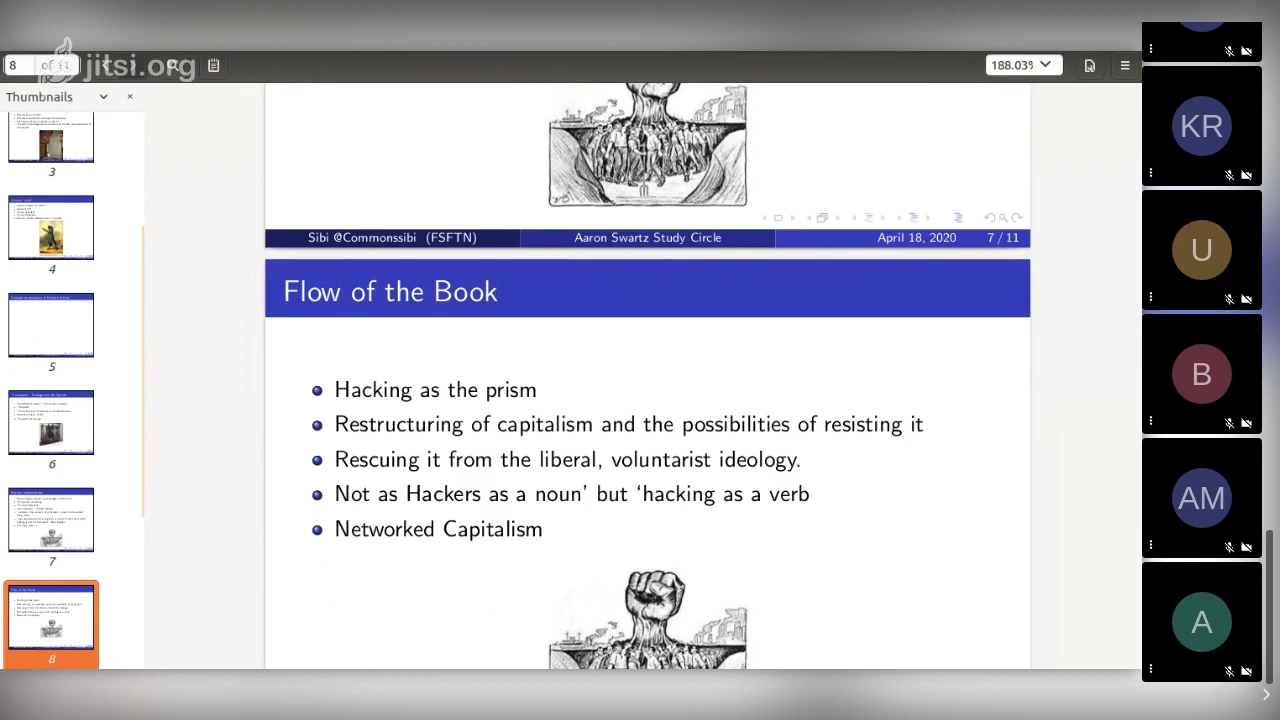 jitsi.org
8 of 11
188.03%
Thumbnails
3
4
5
6
7
8
Sibi @Commonssibi (FSFTN) Aaron Swartz Study Circle April 18, 2020 7 / 11
Flow of the Book
Hacking as the prism
Restructuring of capitalism and the possibilities of resisting it
Rescuing it from the liberal, voluntarist ideology.
Not as Hackers as a noun' but ‘hacking as a verb
Networked Capitalism
KR
U
B
AM
A